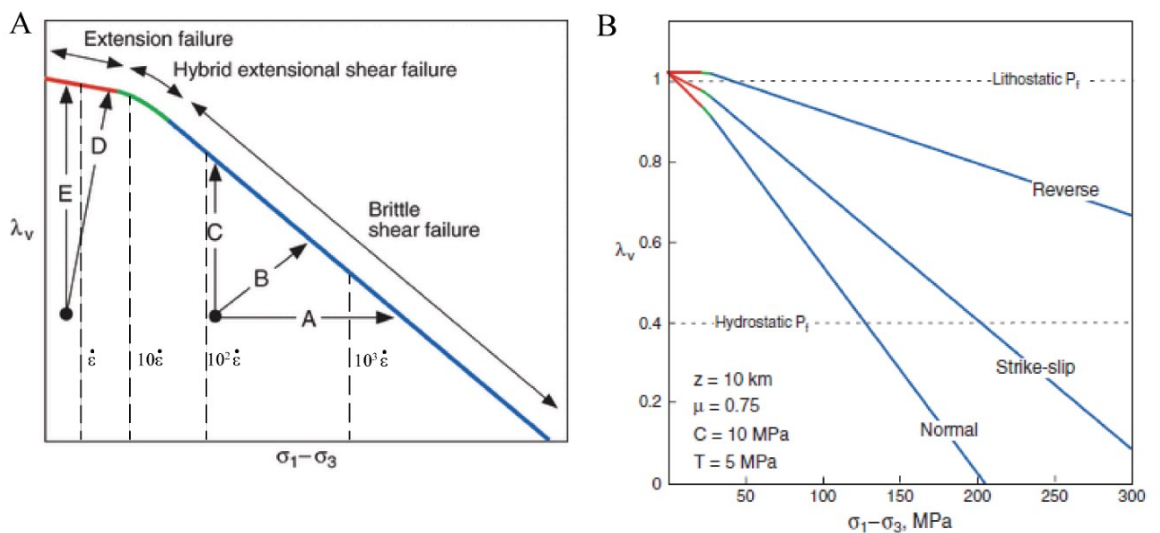 A
Extension failure
Hybrid extensional shear failure
D
E
λv
C
Brittle
shear failure
B
A
ε̇
10ε̇
10² ε̇
10³ ε̇
σ₁–σ₃
B
1
Lithostatic Pf
0.8
Reverse
λv 0.6
0.4
Hydrostatic Pf
z = 10 km
Strike-slip
μ = 0.75
0.2
C = 10 MPa
Normal
T = 5 MPa
0
50 100 150 200 250 300
σ₁–σ₃, MPa